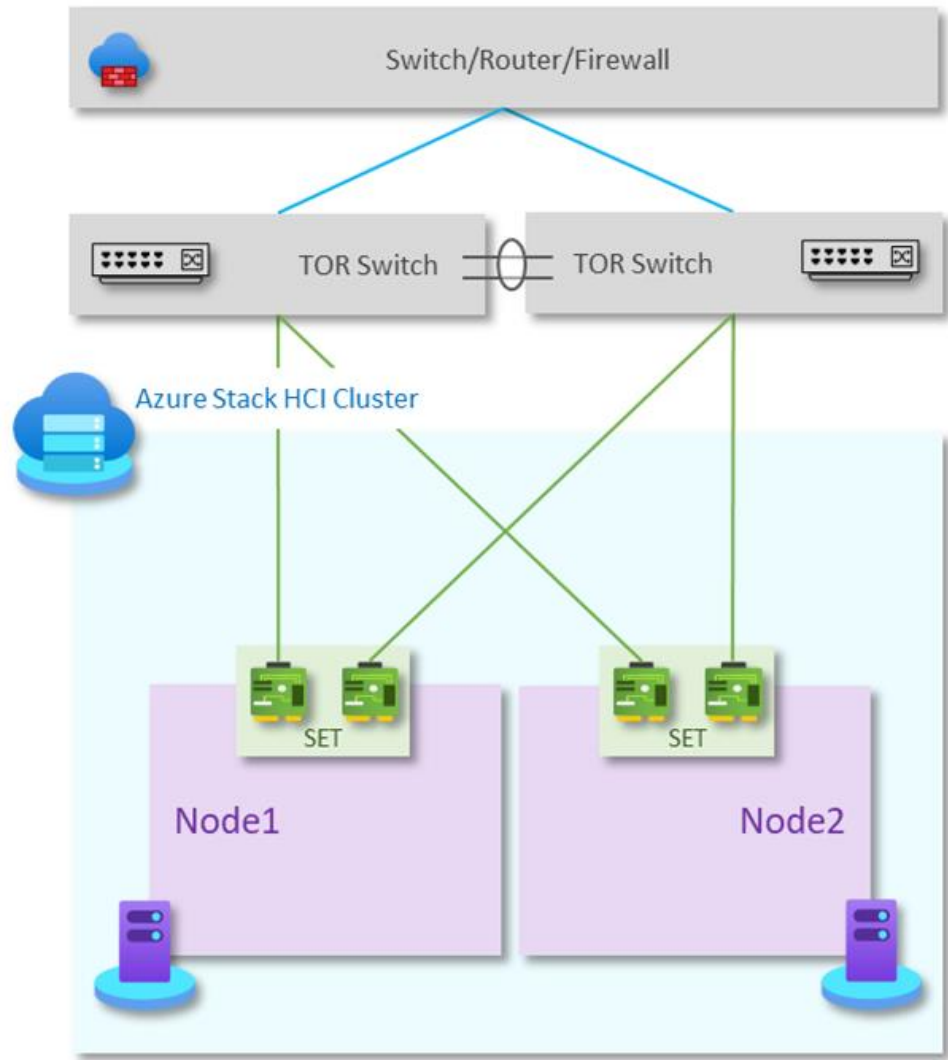 Switch/Router/Firewall
TOR Switch
TOR Switch
Azure Stack HCI Cluster
SET
SET
Node1
Node2